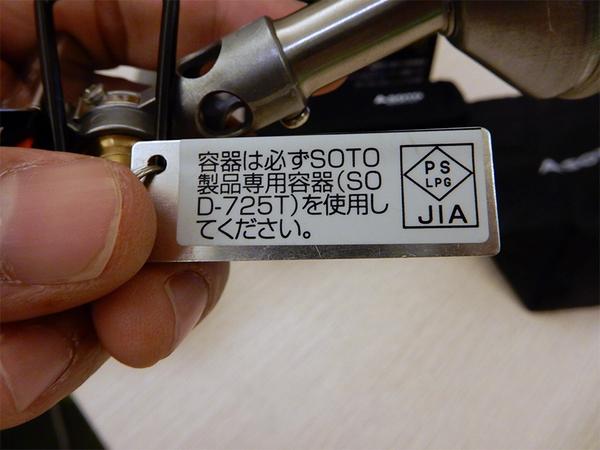 容器は必ずSOTO
製品専用容器(SO
D-725T)を使用し
てください。
PS
LPG
JIA